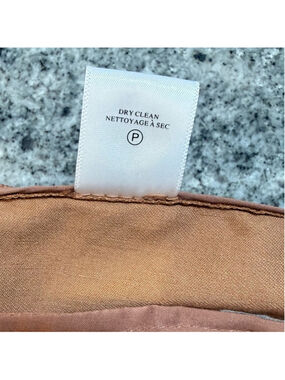 DRY CLEAN
NETTOYAGE À SEC
P